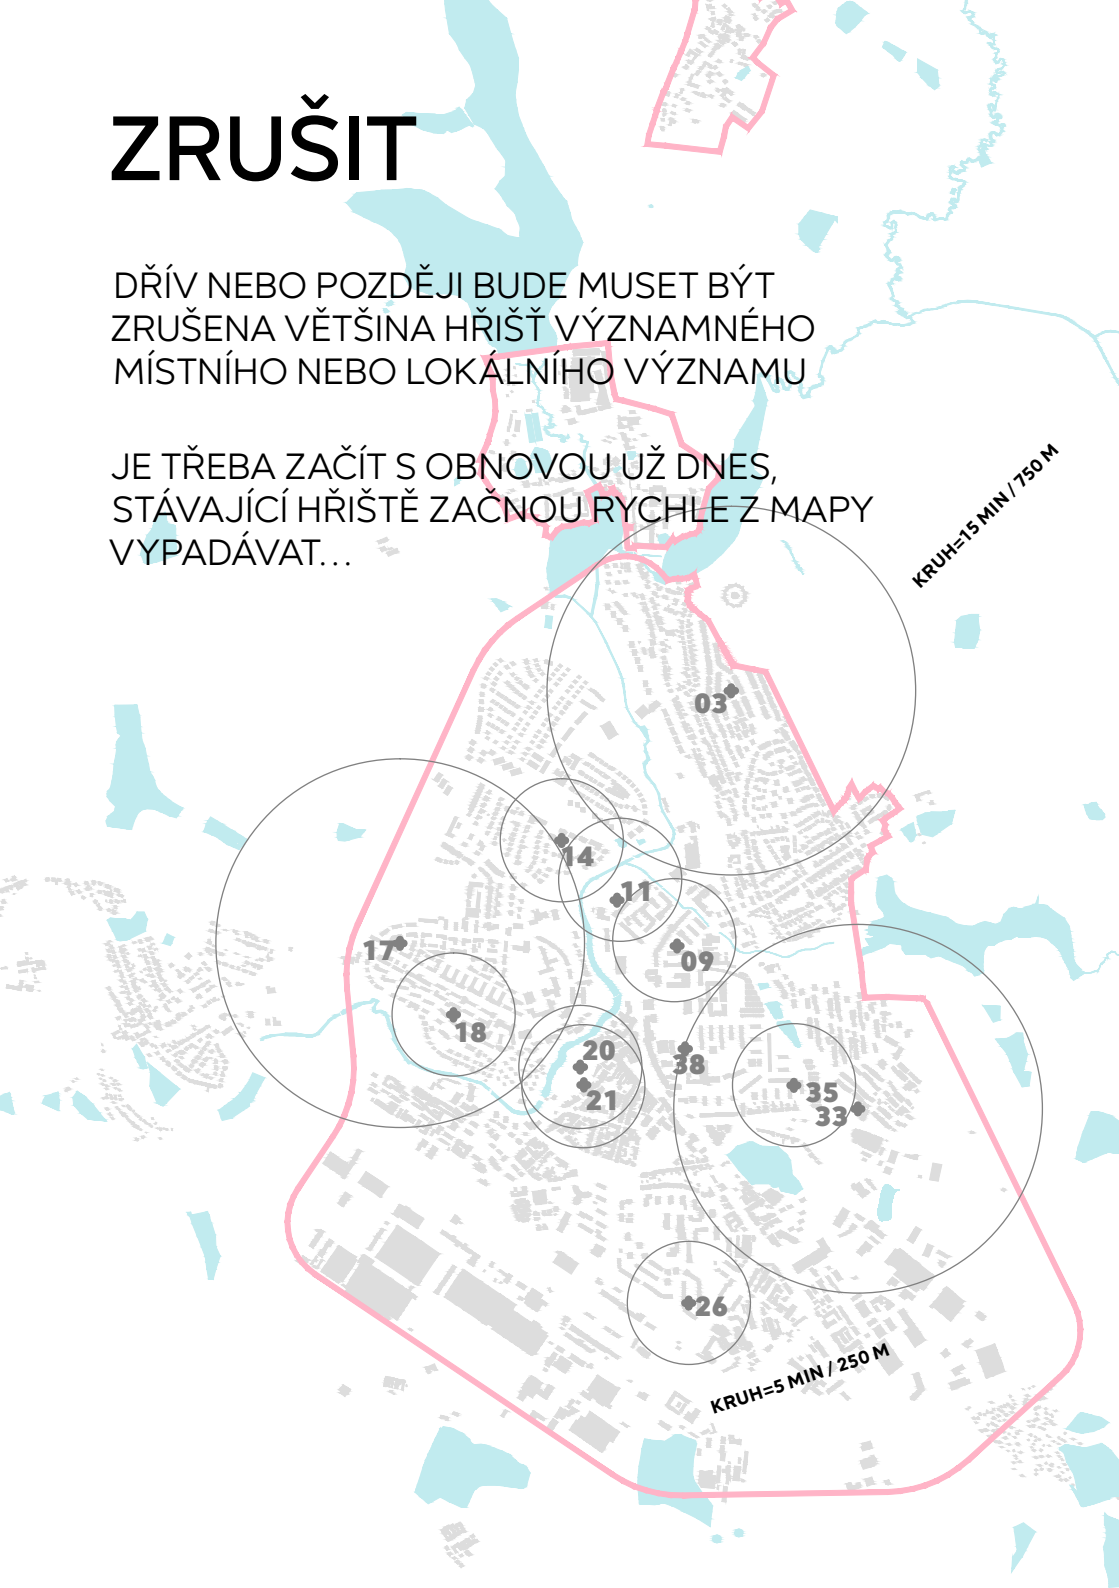 ZRUŠIT
DŘÍV NEBO POZDĚJI BUDE MUSET BÝT
ZRUŠENA VĚTŠINA HŘIŠŤ VÝZNAMNÉHO
MÍSTNÍHO NEBO LOKÁLNÍHO VÝZNAMU
JE TŘEBA ZAČÍT S OBNOVOU UŽ DNES,
STÁVAJÍCÍ HŘIŠTĚ ZAČNOU RYCHLE Z MAPY
VYPADÁVAT...
KRUH=15 MIN / 750 M
03
14
11
17
09
18
20
38
21
35
33
26
KRUH=5 MIN / 250 M